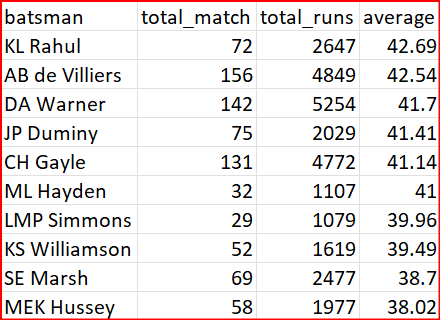 batsman total_match total_runs average
KL Rahul 72 2647 42.69
AB de Villiers 156 4849 42.54
DA Warner 142 5254 41.7
JP Duminy 75 2029 41.41
CH Gayle 131 4772 41.14
ML Hayden 32 1107 41
LMP Simmons 29 1079 39.96
KS Williamson 52 1619 39.49
SE Marsh 69 2477 38.7
MEK Hussey 58 1977 38.02